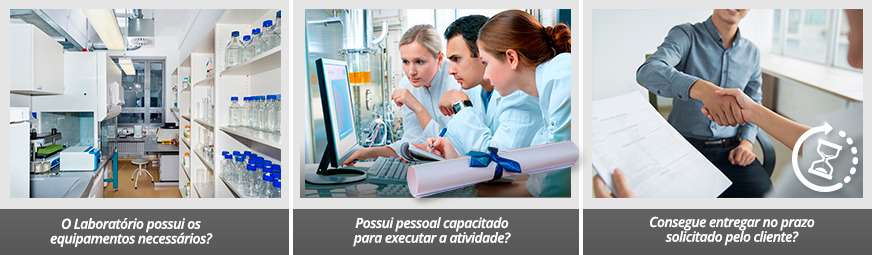 O Laboratório possui os
equipamentos necessários?
Possui pessoal capacitado
para executar a atividade?
Consegue entregar no prazo
solicitado pelo cliente?